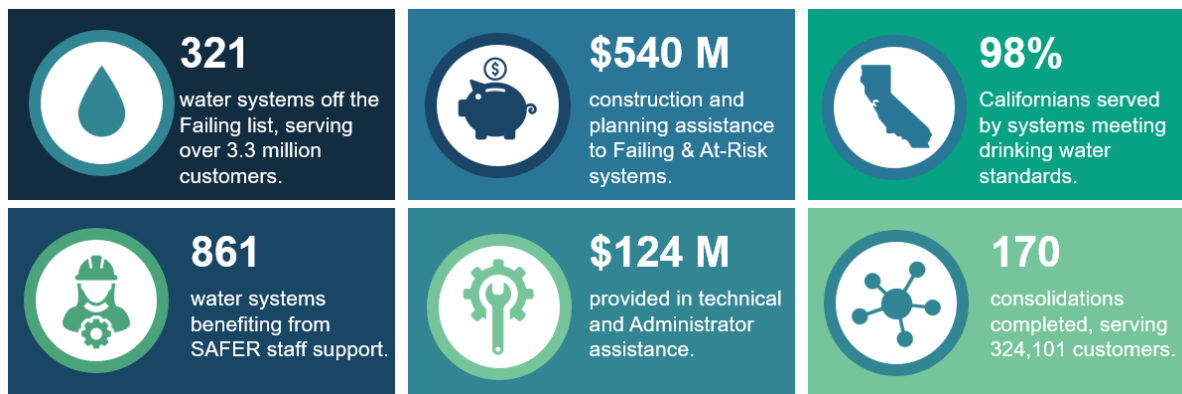 321
water systems off the
Failing list, serving
over 3.3 million
customers.
$
$540 M
construction and
planning assistance
to Failing & At-Risk
systems.
98%
Californians served
by systems meeting
drinking water
standards.
861
water systems
benefiting from
SAFER staff support.
$124 M
provided in technical
and Administrator
assistance.
170
consolidations
completed, serving
324,101 customers.